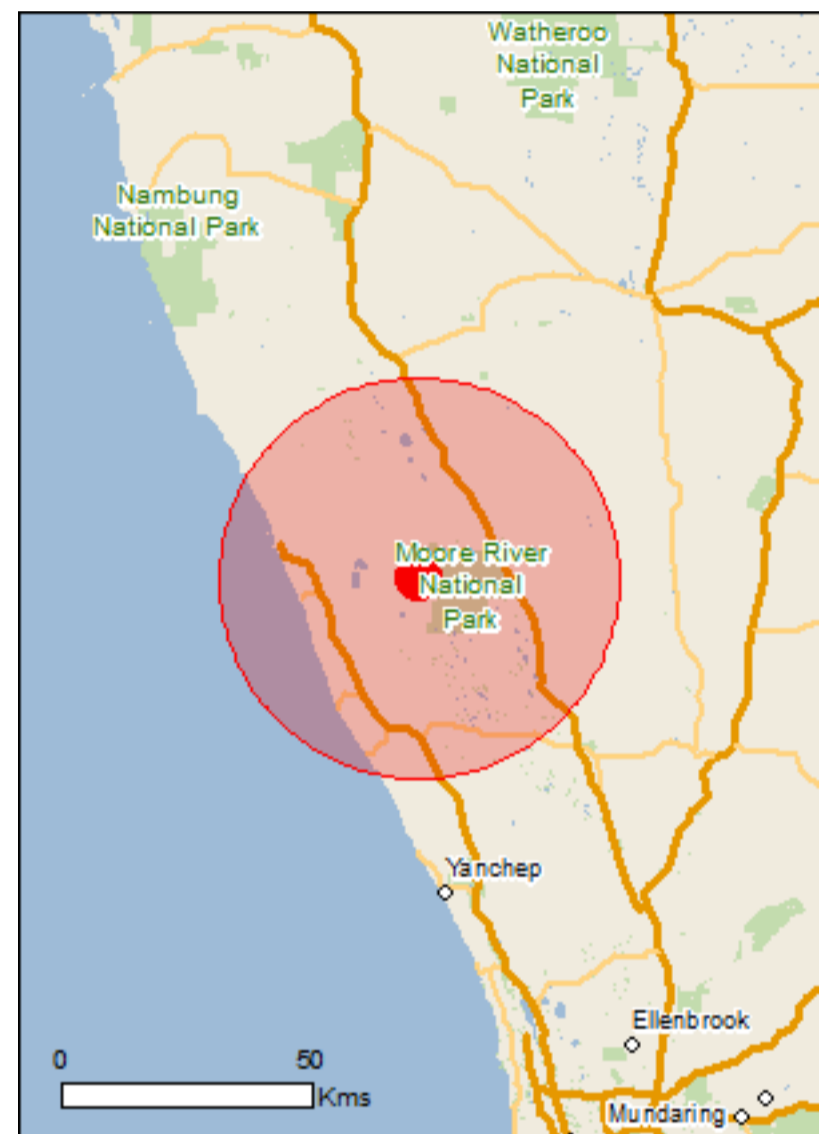 Watheroo
National
Park
Nambung
National Park
Moore River
National
Park
Yanchep
Ellenbrook
0 50
Kms
Mundaring